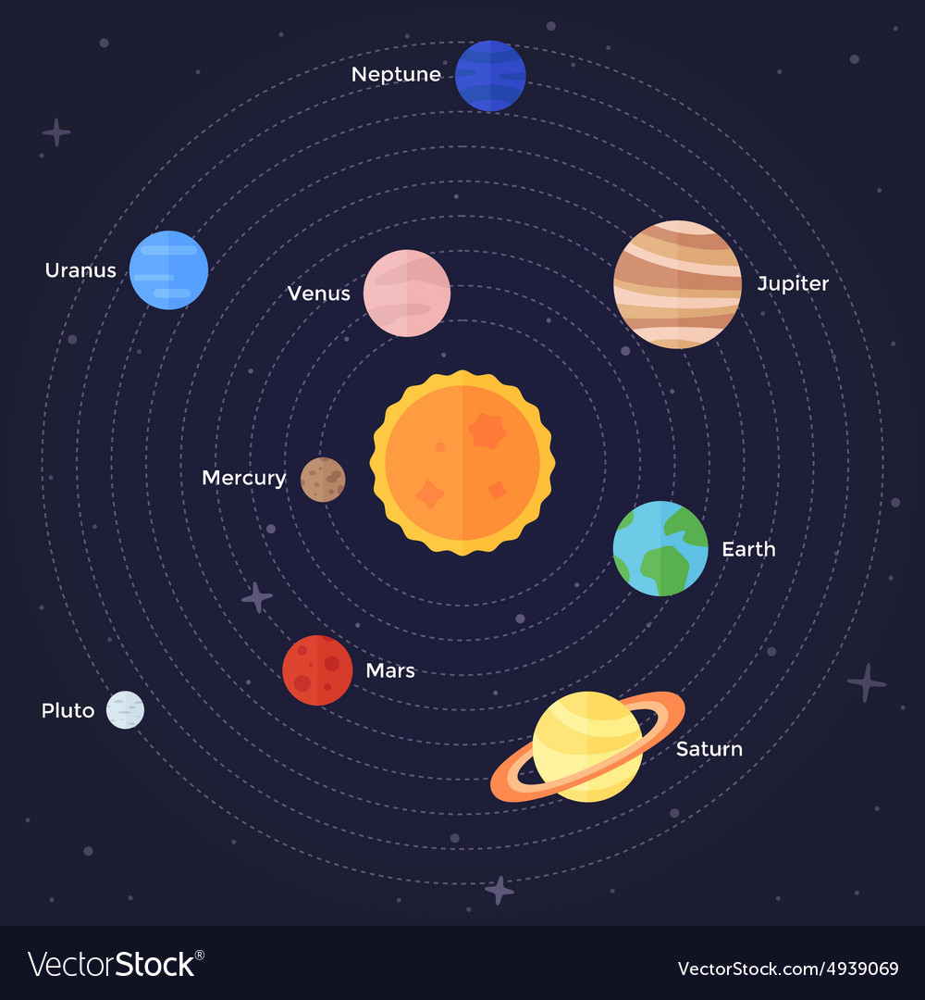 Neptune
Uranus
Venus
Jupiter
Mercury
Earth
Mars
Pluto
Saturn
VectorStock®
VectorStock.com/4939069